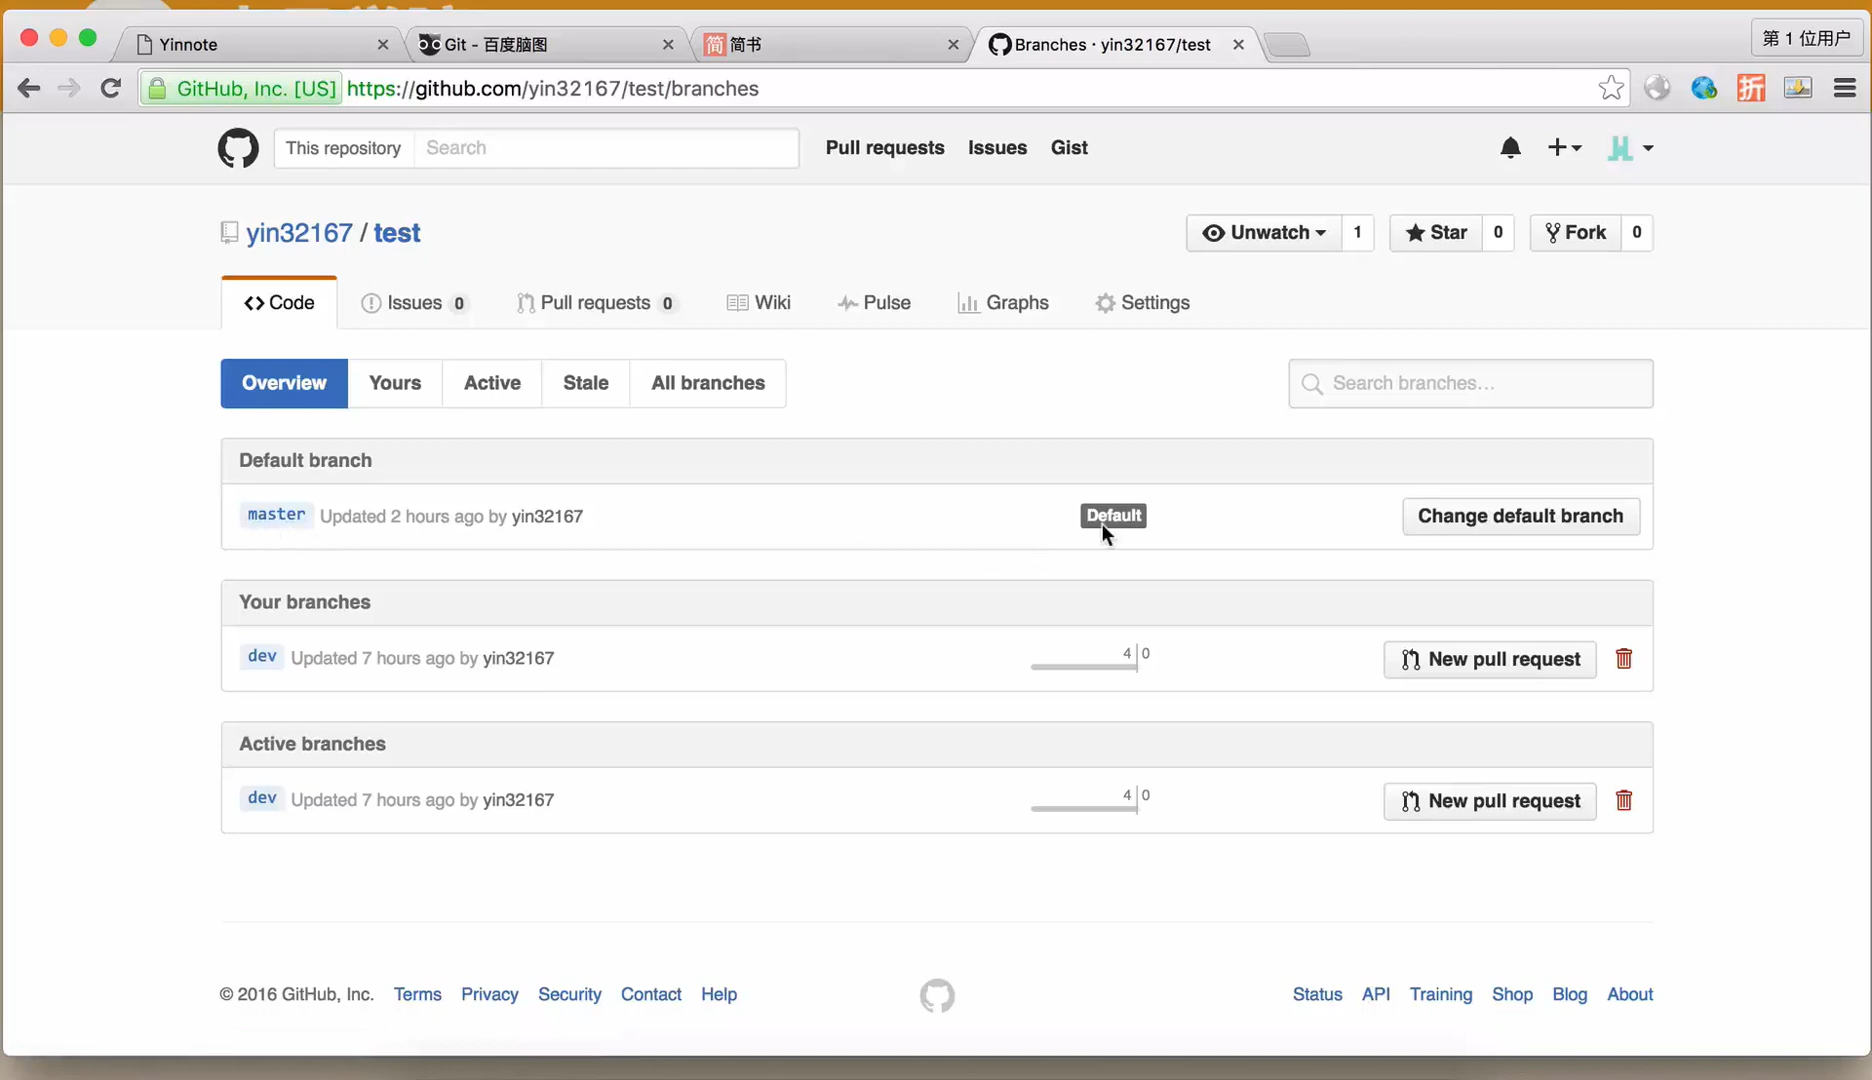 Yinnote
Git - 百度脑图
简 简书
Branches · yin32167/test
第 1 位用户
GitHub, Inc. [US] https://github.com/yin32167/test/branches
折
This repository Search
Pull requests Issues Gist
yin32167 / test
Unwatch 1 Star 0 Fork 0
Code Issues 0 Pull requests 0 Wiki Pulse Graphs Settings
Overview Yours Active Stale All branches
Search branches…
Default branch
master Updated 2 hours ago by yin32167 Default Change default branch
Your branches
dev Updated 7 hours ago by yin32167 4 0 New pull request
Active branches
dev Updated 7 hours ago by yin32167 4 0 New pull request
© 2016 GitHub, Inc. Terms Privacy Security Contact Help
Status API Training Shop Blog About